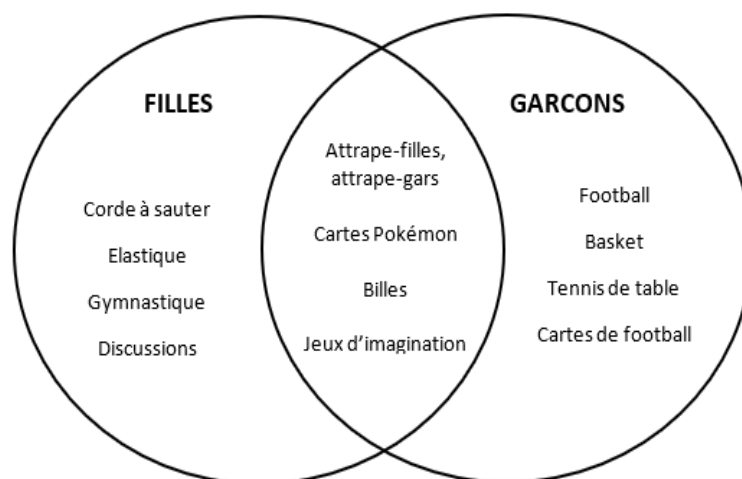 FILLES
GARCONS
Corde à sauter
Elastique
Gymnastique
Discussions
Attrape-filles,
attrape-gars
Cartes Pokémon
Billes
Jeux d’imagination
Football
Basket
Tennis de table
Cartes de football